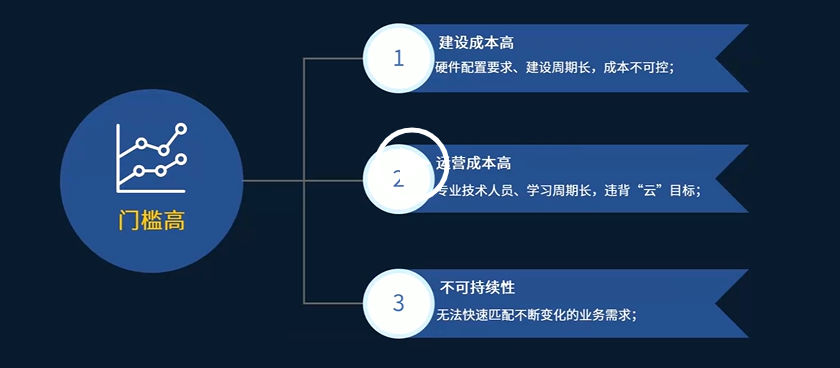 门槛高
1
建设成本高
硬件配置要求、建设周期长，成本不可控；
2
运营成本高
专业技术人员、学习周期长，违背“云”目标；
3
不可持续性
无法快速匹配不断变化的业务需求；